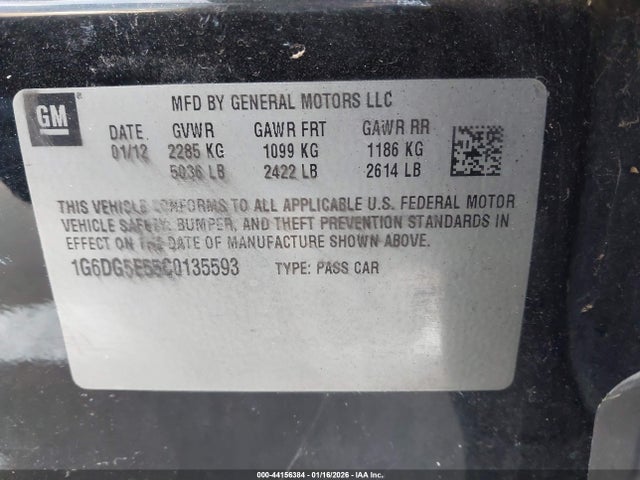 GM
MFD BY GENERAL MOTORS LLC
DATE GVWR GAWR FRT GAWR RR
01/12 2285 KG 1099 KG 1186 KG
5036 LB 2422 LB 2614 LB
THIS VEHICLE CONFORMS TO ALL APPLICABLE U.S. FEDERAL MOTOR
VEHICLE SAFETY, BUMPER, AND THEFT PREVENTION STANDARDS IN
EFFECT ON THE DATE OF MANUFACTURE SHOWN ABOVE.
1G6DG5E55C0135593 TYPE: PASS CAR
000-44156384 - 01/16/2026 - IAA Inc.